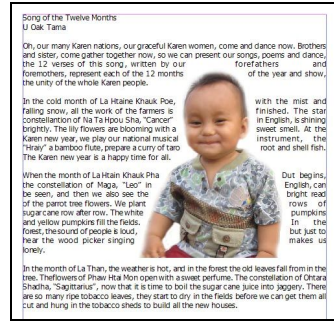 Song of the Twelve Months
U Oak Tama
Oh, our many Karen nations, our graceful Karen women, come and dance now. Brothers
and sister, come gather together now, so we can present our songs, poems and dance,
the 12 verses of this song, written by our forefathers and
foremothers, represent each of the 12 months of the year and show,
the unity of the whole Karen people.
In the cold month of La Htaine Khauk Poe, with the mist and
falling snow, all the work of the farmers is finished. The star
constellantion of Na Ta Hpou Sha, "Cancer" in English, is shining
brightly. The lily flowers are blooming with a sweet smell. At the
Karen new year, we play our national musical instrument, the
"Hray" a bamboo flute, prepare a curry of taro root and shell fish.
The Karen new year is a happy time for all.
When the month of La Htain Khauk Pha Dut begins,
the constellation of Maga, "Leo" in English, can
be seen, and then we also see the bright read
of the parrot tree flowers. We plant rows of
sugar cane row after row. The white pumpkins
and yellow pumpkins fill the fields. In the
forest, the sound of people is loud, but just to
hear the wood picker singing makes us
lonely.
In the month of La Than, the weather is hot, and in the forest the old leaves fall from in the
tree. Theflowers of Phaw Htai Mon open with a sweet perfume. The constellation of Ohtara
Shadha, "Sagittarius", now that it is time to boil the sugar cane juice into jaggery. There
are so many ripe tobacco leaves, they start to dry in the fields before we can get them all
cut and hung in the tobacco sheds to build all the new houses.